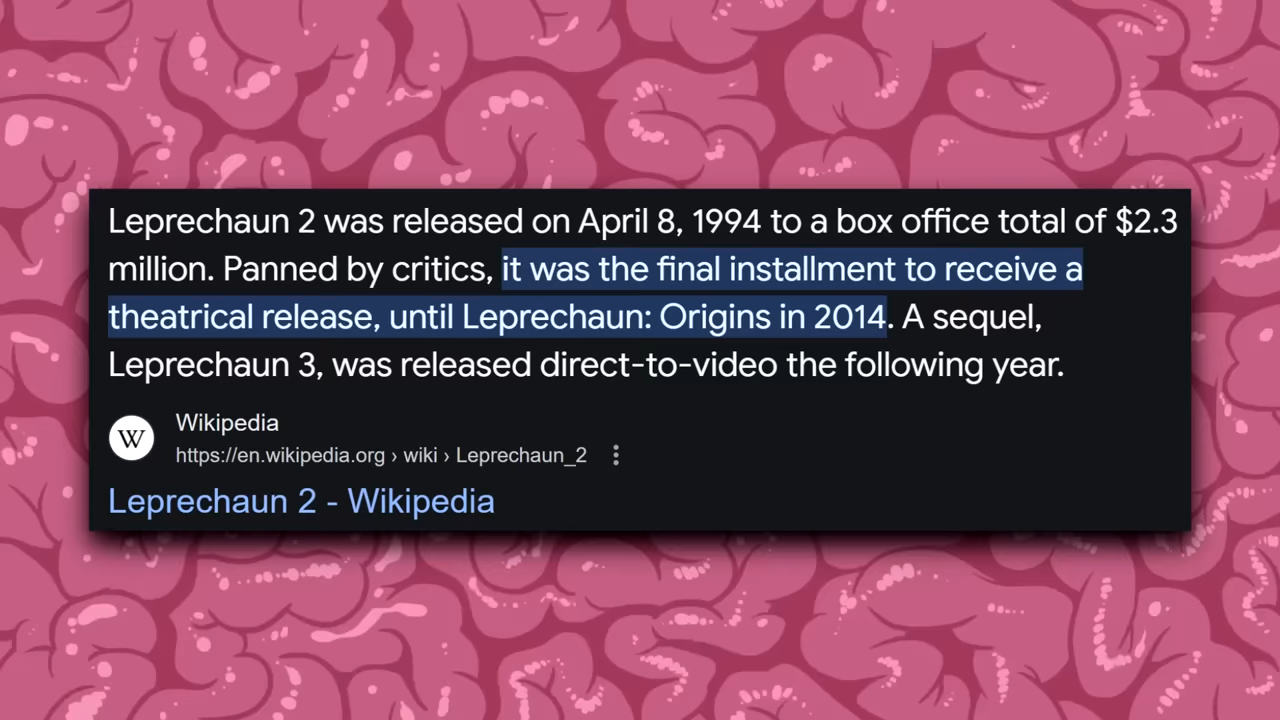 Leprechaun 2 was released on April 8, 1994 to a box office total of $2.3
million. Panned by critics, it was the final installment to receive a
theatrical release, until Leprechaun: Origins in 2014. A sequel,
Leprechaun 3, was released direct-to-video the following year.
W
Wikipedia
https://en.wikipedia.org › wiki › Leprechaun_2
Leprechaun 2 - Wikipedia